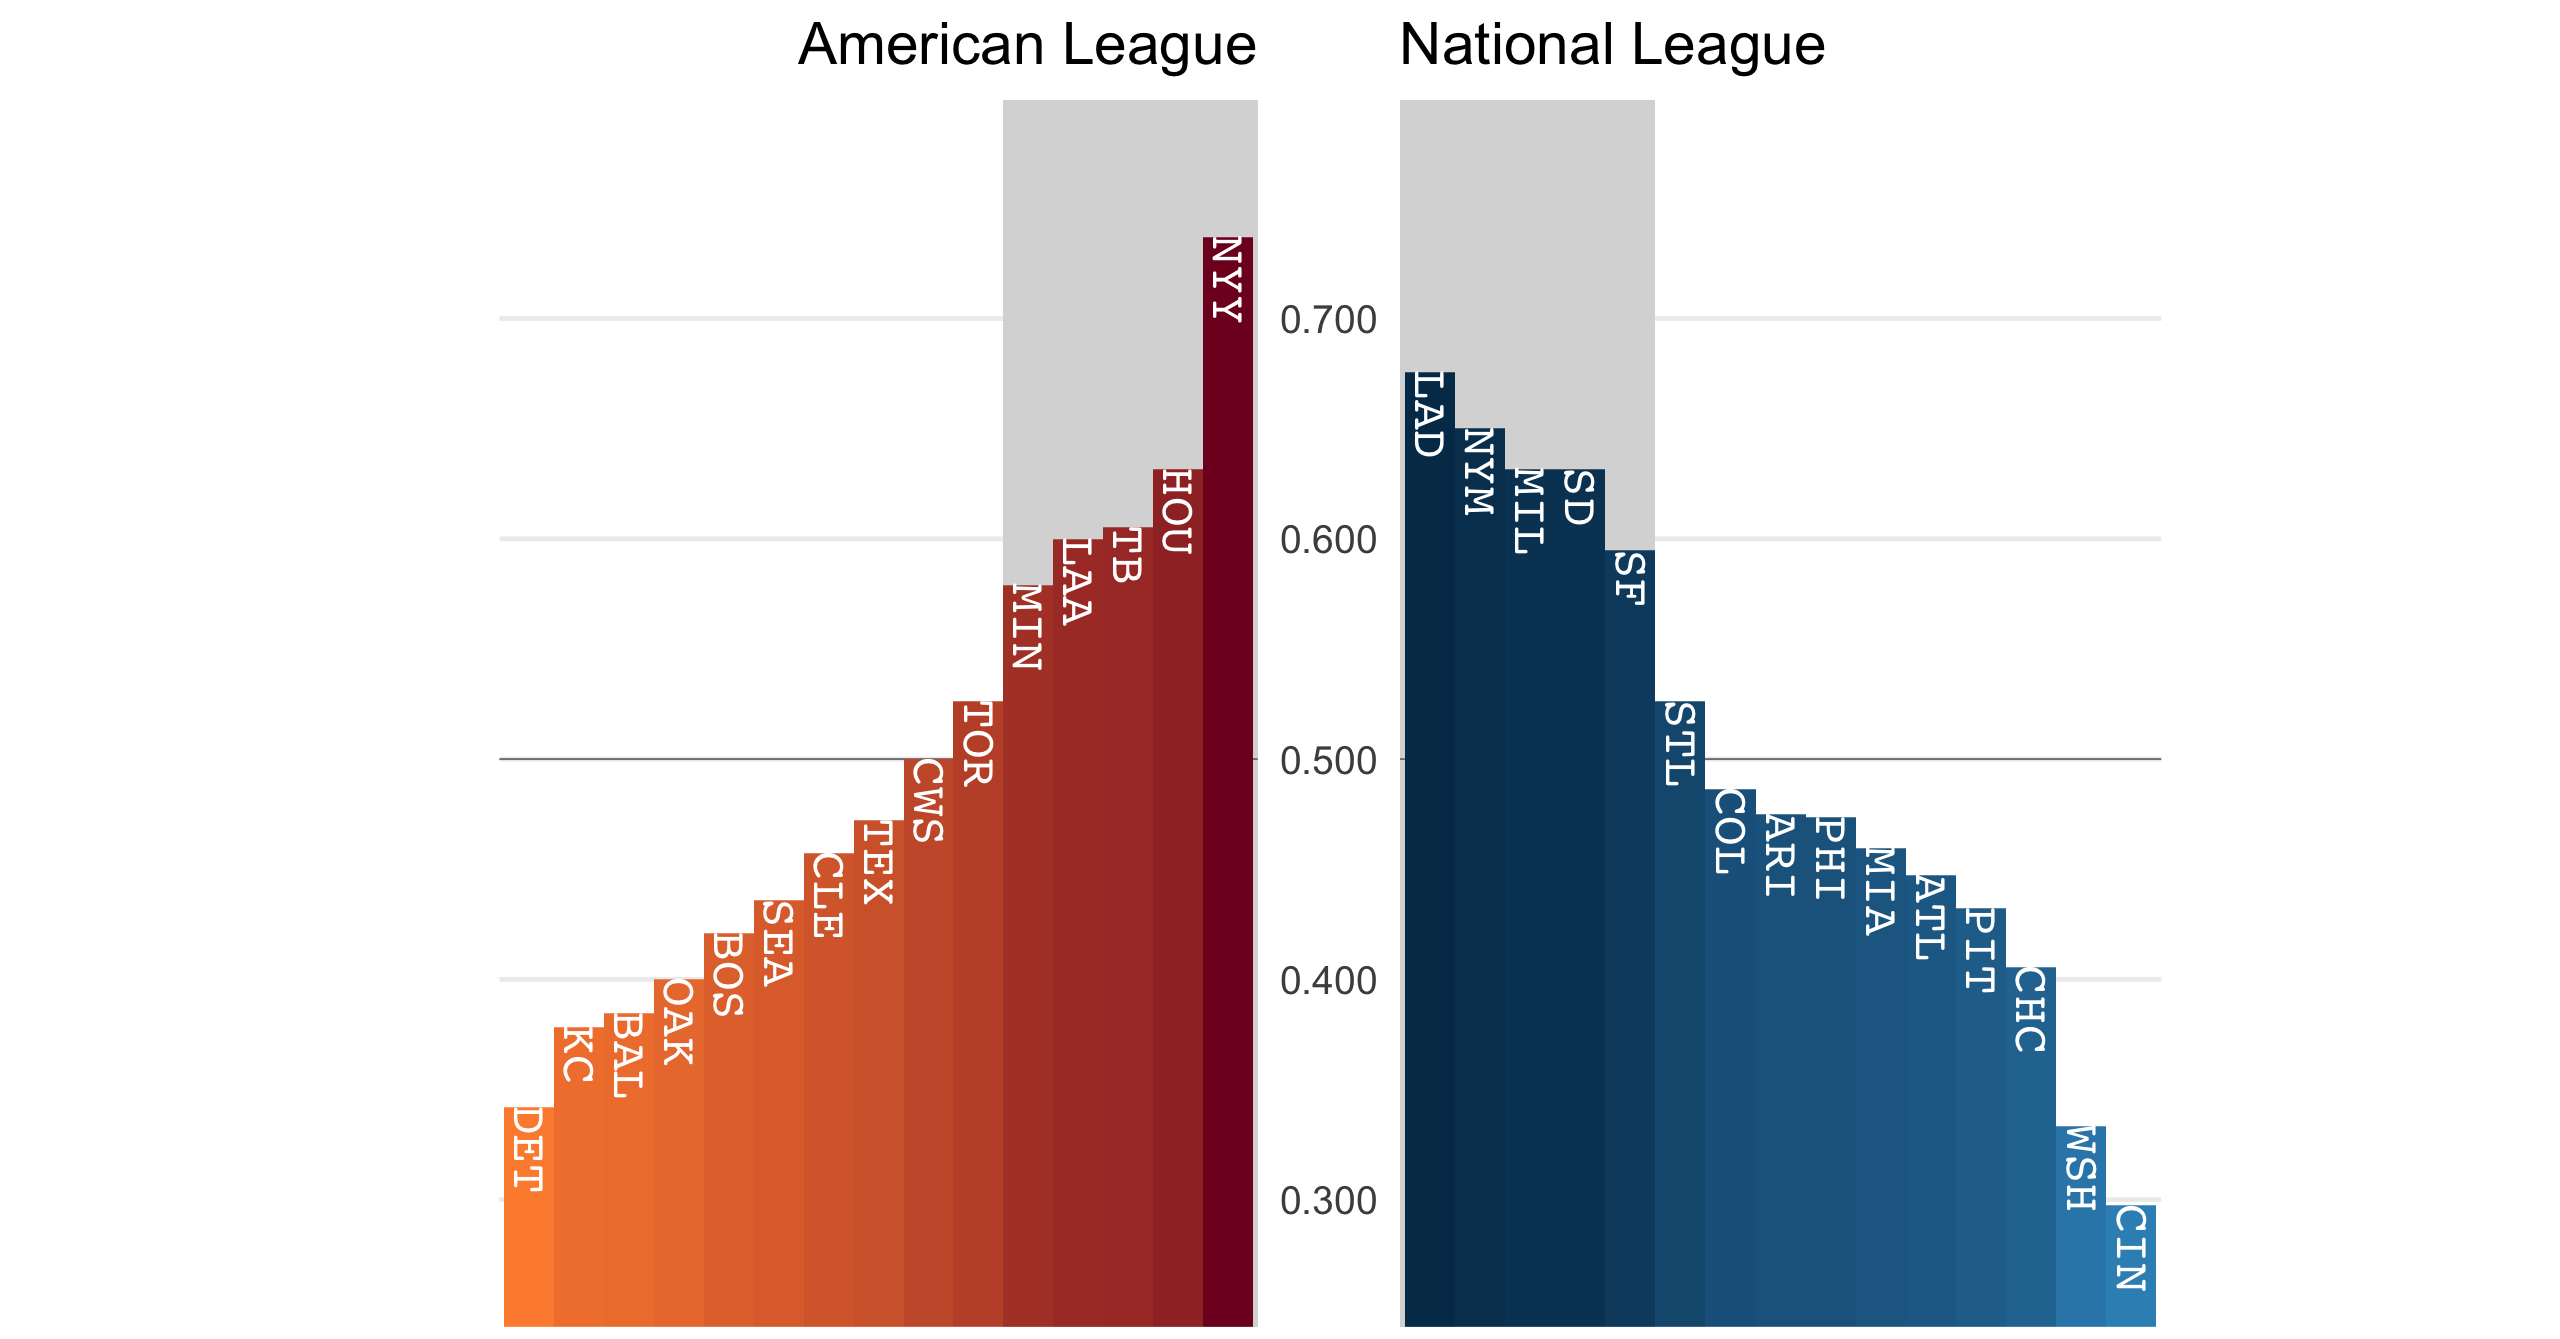 American League
National League
0.700
0.600
0.500
0.400
0.300
DET
KC
BAL
OAK
BOS
SEA
CLE
TEX
CWS
TOR
MIN
LAA
TB
HOU
NYY
LAD
NYM
MIL
SD
SF
STL
COL
ARI
PHI
MIA
ATL
PIT
CHC
WSH
CIN